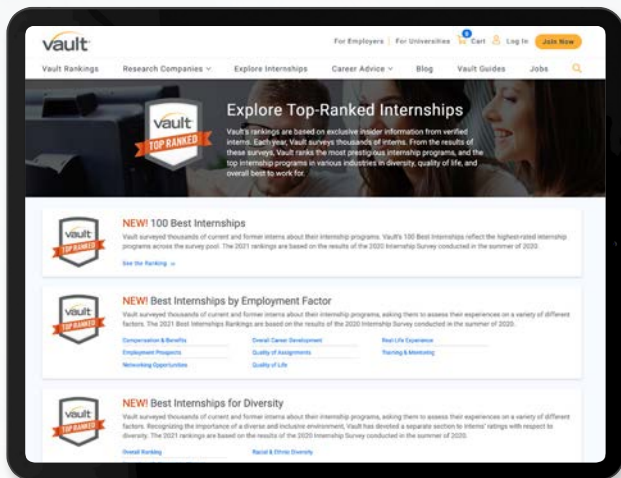 vault
For Employers | For Universities 0 Cart Log In Join Now
Vault Rankings Research Companies Explore Internships Career Advice Blog Vault Guides Jobs
vault
TOP RANKED
Explore Top-Ranked Internships
Vault's rankings are based on exclusive insider information from verified
interns. Each year, Vault surveys thousands of interns. From the results of
these surveys, Vault ranks the most prestigious internship programs, and the
top internship programs in various industries in diversity, quality of life, and
overall best to work for.
vault
TOP RANKED
NEW! 100 Best Internships
Vault surveyed thousands of current and former interns about their internship programs. Vault's 100 Best Internships reflect the highest-rated internship
programs across the survey pool. The 2021 rankings are based on the results of the 2020 Internship Survey conducted in the summer of 2020.
See the Ranking
vault
TOP RANKED
NEW! Best Internships by Employment Factor
Vault surveyed thousands of current and former interns about their internship programs, asking them to assess their experiences on a variety of different
factors. The 2021 Best Internships Rankings are based on the results of the 2020 Internship Survey conducted in the summer of 2020.
Compensation & Benefits Overall Career Development Real Life Experience
Employment Prospects Quality of Assignments Training & Mentoring
Networking Opportunities Quality of Life
vault
TOP RANKED
NEW! Best Internships for Diversity
Vault surveyed thousands of current and former interns about their internship programs, asking them to assess their experiences on a variety of different
factors. Recognizing the importance of a diverse and inclusive environment, Vault has devoted a separate section to interns' ratings with respect to
diversity. The 2021 rankings are based on the results of the 2020 Internship Survey conducted in the summer of 2020.
Overall Ranking Racial & Ethnic Diversity